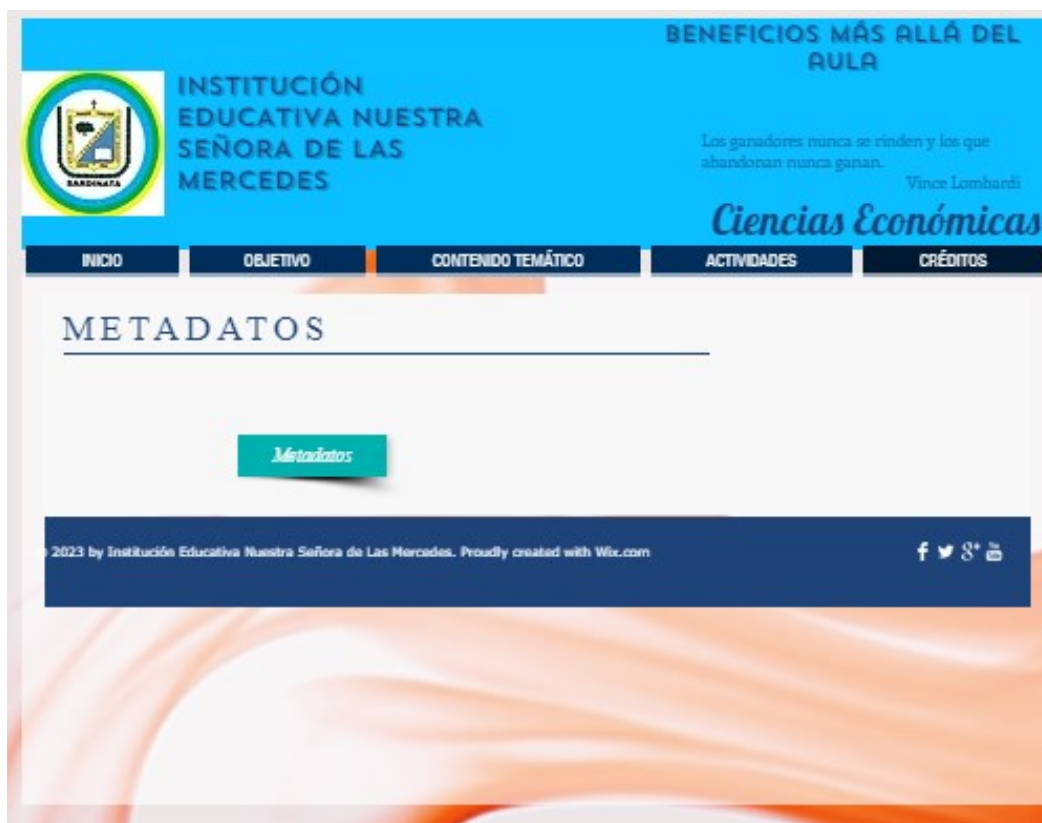 BENEFICIOS MÁS ALLÁ DEL
AULA
INSTITUCIÓN
EDUCATIVA NUESTRA
SEÑORA DE LAS
MERCEDES
SARDINATA
Los ganadores nunca se rinden y los que
abandonan nunca ganan.
Vince Lombardi
Ciencias Económicas
INICIO OBJETIVO CONTENIDO TEMÁTICO ACTIVIDADES CRÉDITOS
METADATOS
Metadatos
© 2023 by Institución Educativa Nuestra Señora de Las Mercedes. Proudly created with Wix.com